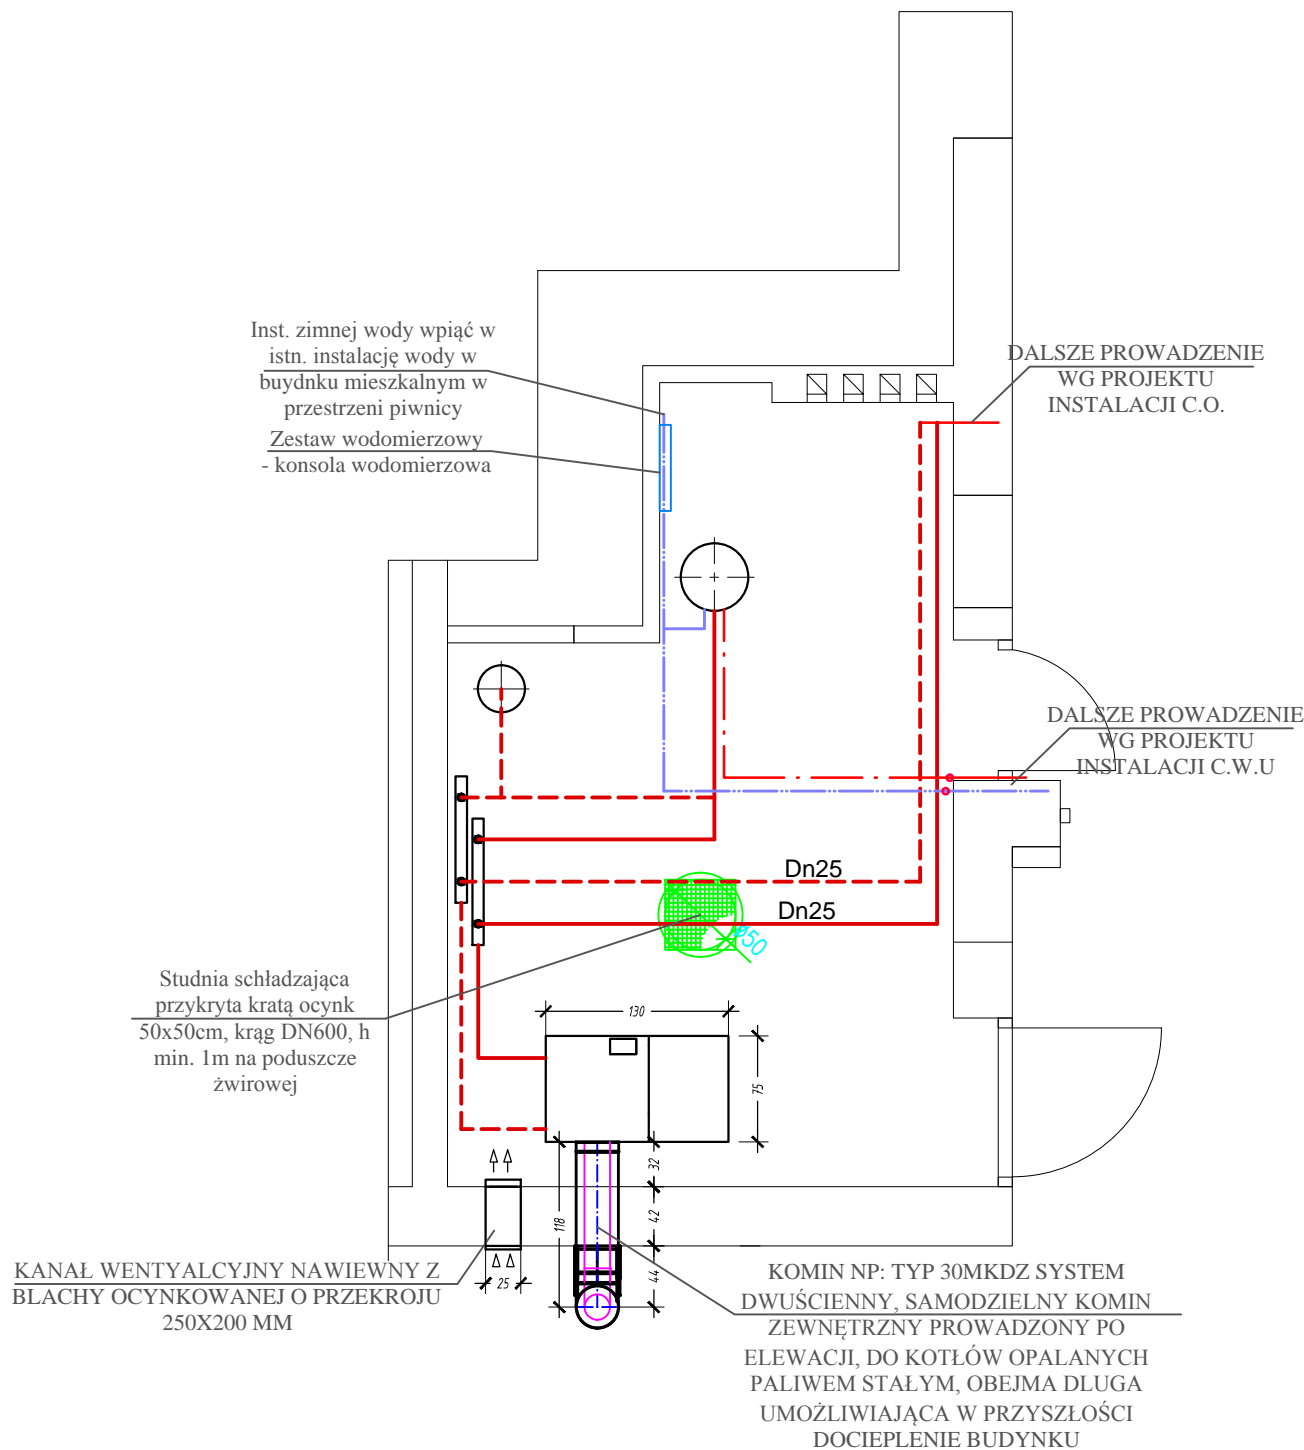 Inst. zimnej wody wpiąć w
istn. instalację wody w
buydnku mieszkalnym w
przestrzeni piwnicy
Zestaw wodomierzowy
- konsola wodomierzowa
DALSZE PROWADZENIE
WG PROJEKTU
INSTALACJI C.O.
DALSZE PROWADZENIE
WG PROJEKTU
INSTALACJI C.W.U
Dn25
Dn25
ø50
Studnia schładzająca
przykryta kratą ocynk
50x50cm, krąg DN600, h
min. 1m na poduszcze
żwirowej
130
75
32
118
42
44
25
KANAŁ WENTYALCYJNY NAWIEWNY Z
BLACHY OCYNKOWANEJ O PRZEKROJU
250X200 MM
KOMIN NP: TYP 30MKDZ SYSTEM
DWUŚCIENNY, SAMODZIELNY KOMIN
ZEWNĘTRZNY PROWADZONY PO
ELEWACJI, DO KOTŁÓW OPALANYCH
PALIWEM STAŁYM, OBEJMA DLUGA
UMOŻLIWIAJĄCA W PRZYSZŁOŚCI
DOCIEPLENIE BUDYNKU